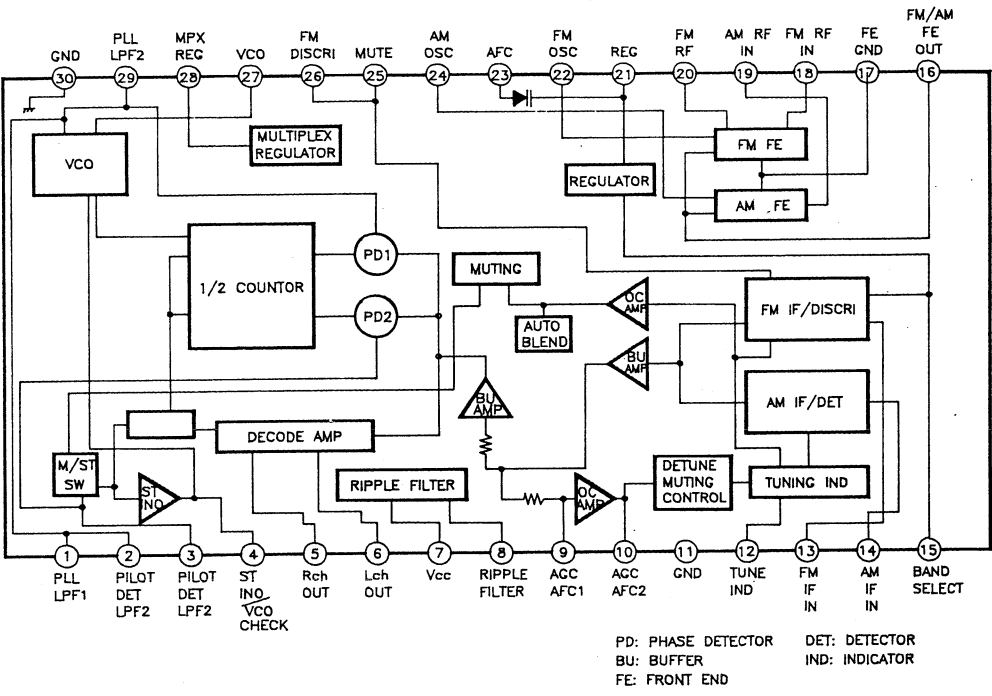 FM/AM
FE
OUT
PLL
LPF2
MPX
REG
FM
DISCRI
AM
OSC
FM
OSC
FM
RF
AM RF
IN
FM RF
IN
FE
GND
GND
VCO
MUTE
AFC
REG
30
29
28
27
26
25
24
23
22
21
20
19
18
17
16
VCO
MULTIPLEX
REGULATOR
REGULATOR
FM FE
AM FE
1/2 COUNTOR
PD1
PD2
MUTING
AUTO
BLEND
OC
AMP
BU
AMP
FM IF/DISCRI
AM IF/DET
BU
AMP
DECODE AMP
M/ST
SW
ST
INO
RIPPLE FILTER
OC
AMP
DETUNE
MUTING
CONTROL
TUNING IND
1
2
3
4
5
6
7
8
9
10
11
12
13
14
15
PLL
LPF1
PILOT
DET
LPF2
PILOT
DET
LPF2
ST
INO
/VCO
CHECK
Rch
OUT
Lch
OUT
Vcc
RIPPLE
FILTER
AGC
AFC1
AGC
AFC2
GND
TUNE
IND
FM
IF
IN
AM
IF
IN
BAND
SELECT
PD: PHASE DETECTOR
DET: DETECTOR
BU: BUFFER
IND: INDICATOR
FE: FRONT END